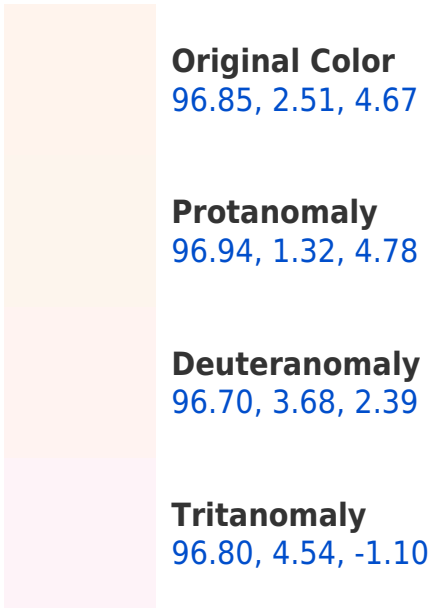 Original Color
96.85, 2.51, 4.67
Protanomaly
96.94, 1.32, 4.78
Deuteranomaly
96.70, 3.68, 2.39
Tritanomaly
96.80, 4.54, -1.10